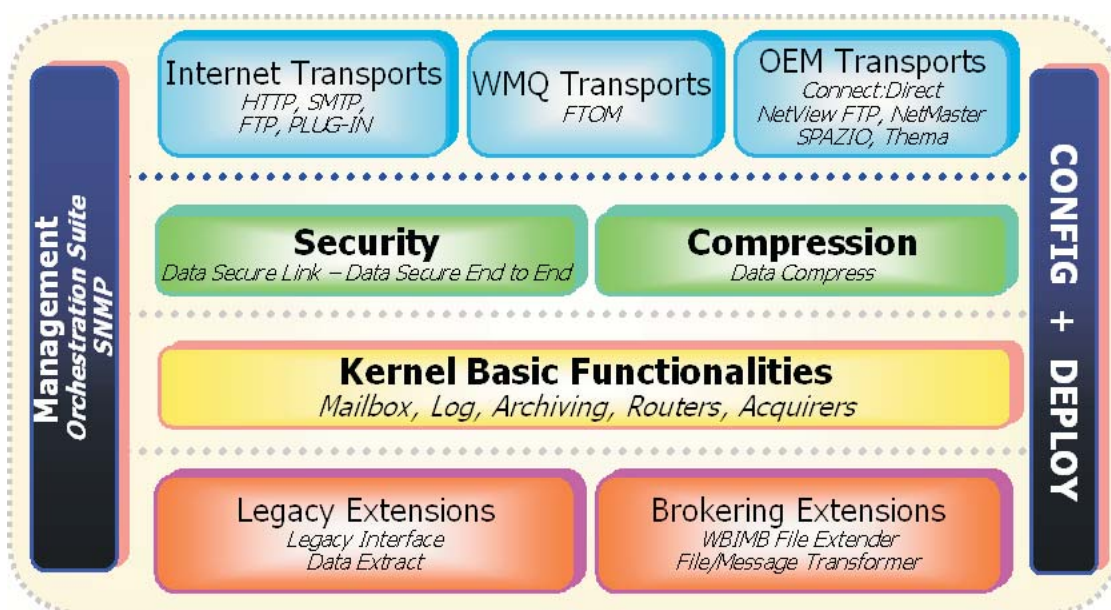 Management
Orchestration Suite
SNMP
Internet Transports
HTTP, SMTP,
FTP, PLUG-IN
WMQ Transports
FTOM
OEM Transports
Connect:Direct
NetView FTP, NetMaster
SPAZIO, Thema
Security
Data Secure Link – Data Secure End to End
Compression
Data Compress
Kernel Basic Functionalities
Mailbox, Log, Archiving, Routers, Acquirers
Legacy Extensions
Legacy Interface
Data Extract
Brokering Extensions
WBIMB File Extender
File/Message Transformer
CONFIG + DEPLOY